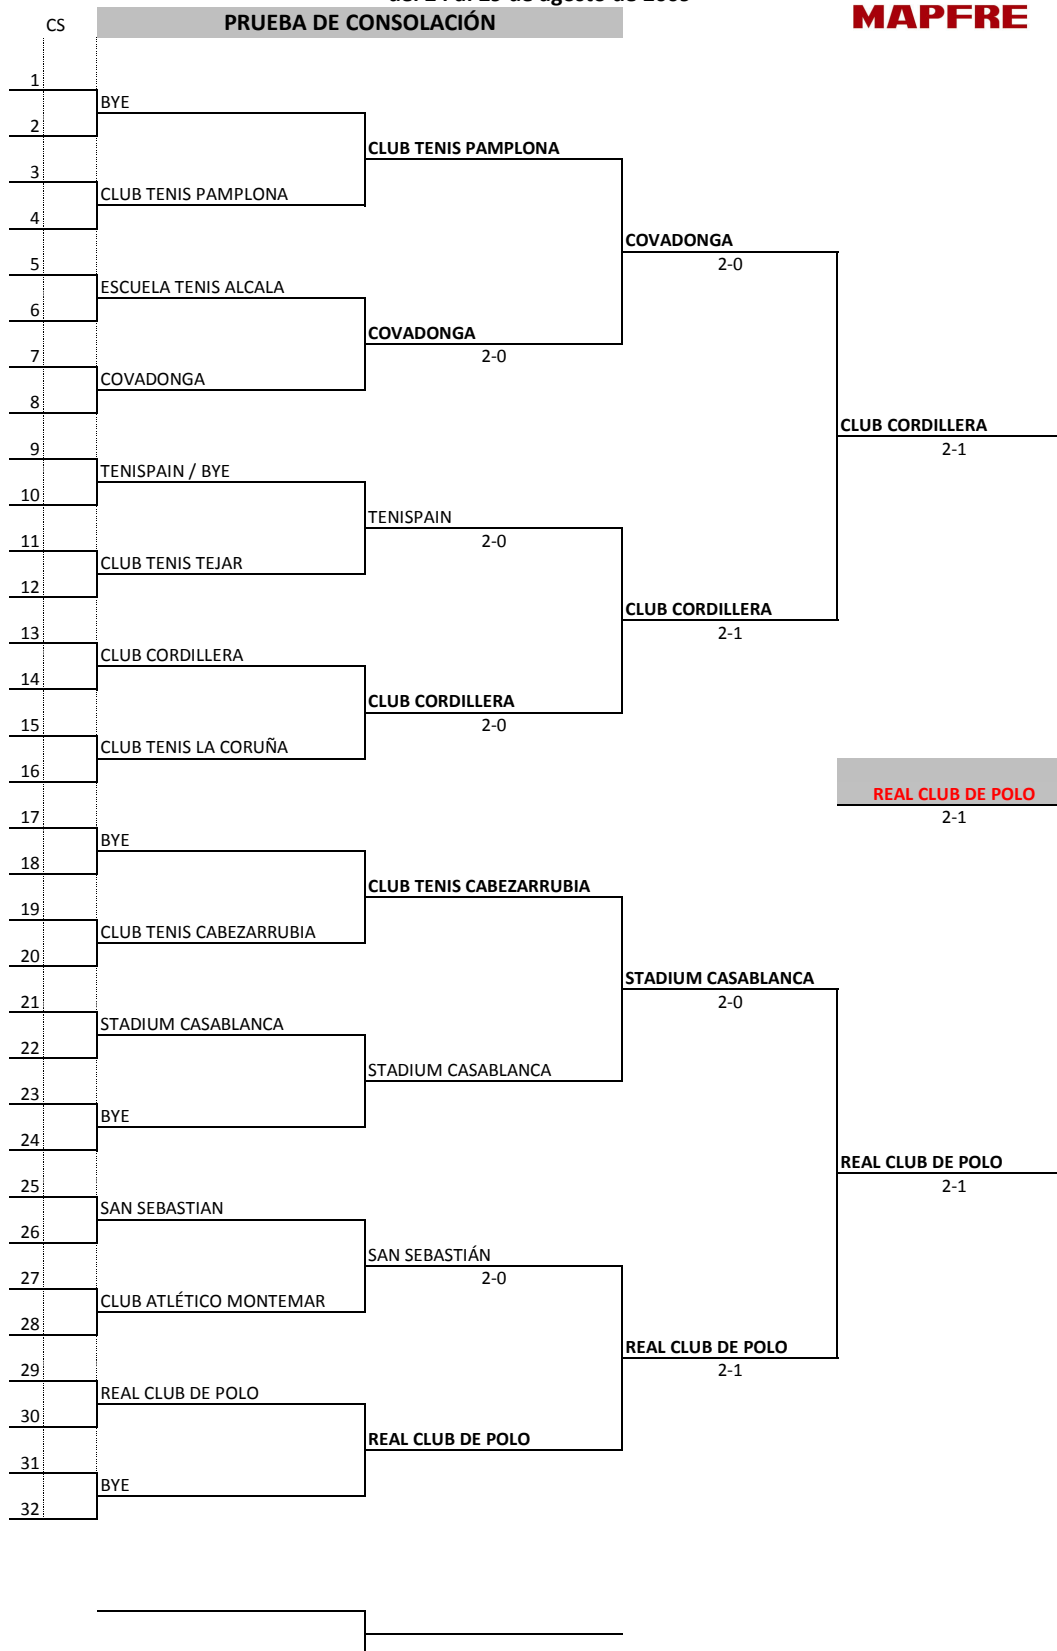 CS
PRUEBA DE CONSOLACIÓN
MAPFRE
1
BYE
2
CLUB TENIS PAMPLONA
3
CLUB TENIS PAMPLONA
4
COVADONGA
2-0
5
ESCUELA TENIS ALCALA
6
COVADONGA
2-0
7
COVADONGA
8
CLUB CORDILLERA
2-1
9
TENISPAIN / BYE
10
TENISPAIN
2-0
11
CLUB TENIS TEJAR
12
CLUB CORDILLERA
2-1
13
CLUB CORDILLERA
14
CLUB CORDILLERA
2-0
15
CLUB TENIS LA CORUÑA
16
REAL CLUB DE POLO
2-1
17
BYE
18
CLUB TENIS CABEZARRUBIA
19
CLUB TENIS CABEZARRUBIA
20
STADIUM CASABLANCA
2-0
21
STADIUM CASABLANCA
22
STADIUM CASABLANCA
23
BYE
24
REAL CLUB DE POLO
2-1
25
SAN SEBASTIAN
26
SAN SEBASTIÁN
2-0
27
CLUB ATLÉTICO MONTEMAR
28
REAL CLUB DE POLO
2-1
29
REAL CLUB DE POLO
30
REAL CLUB DE POLO
31
BYE
32